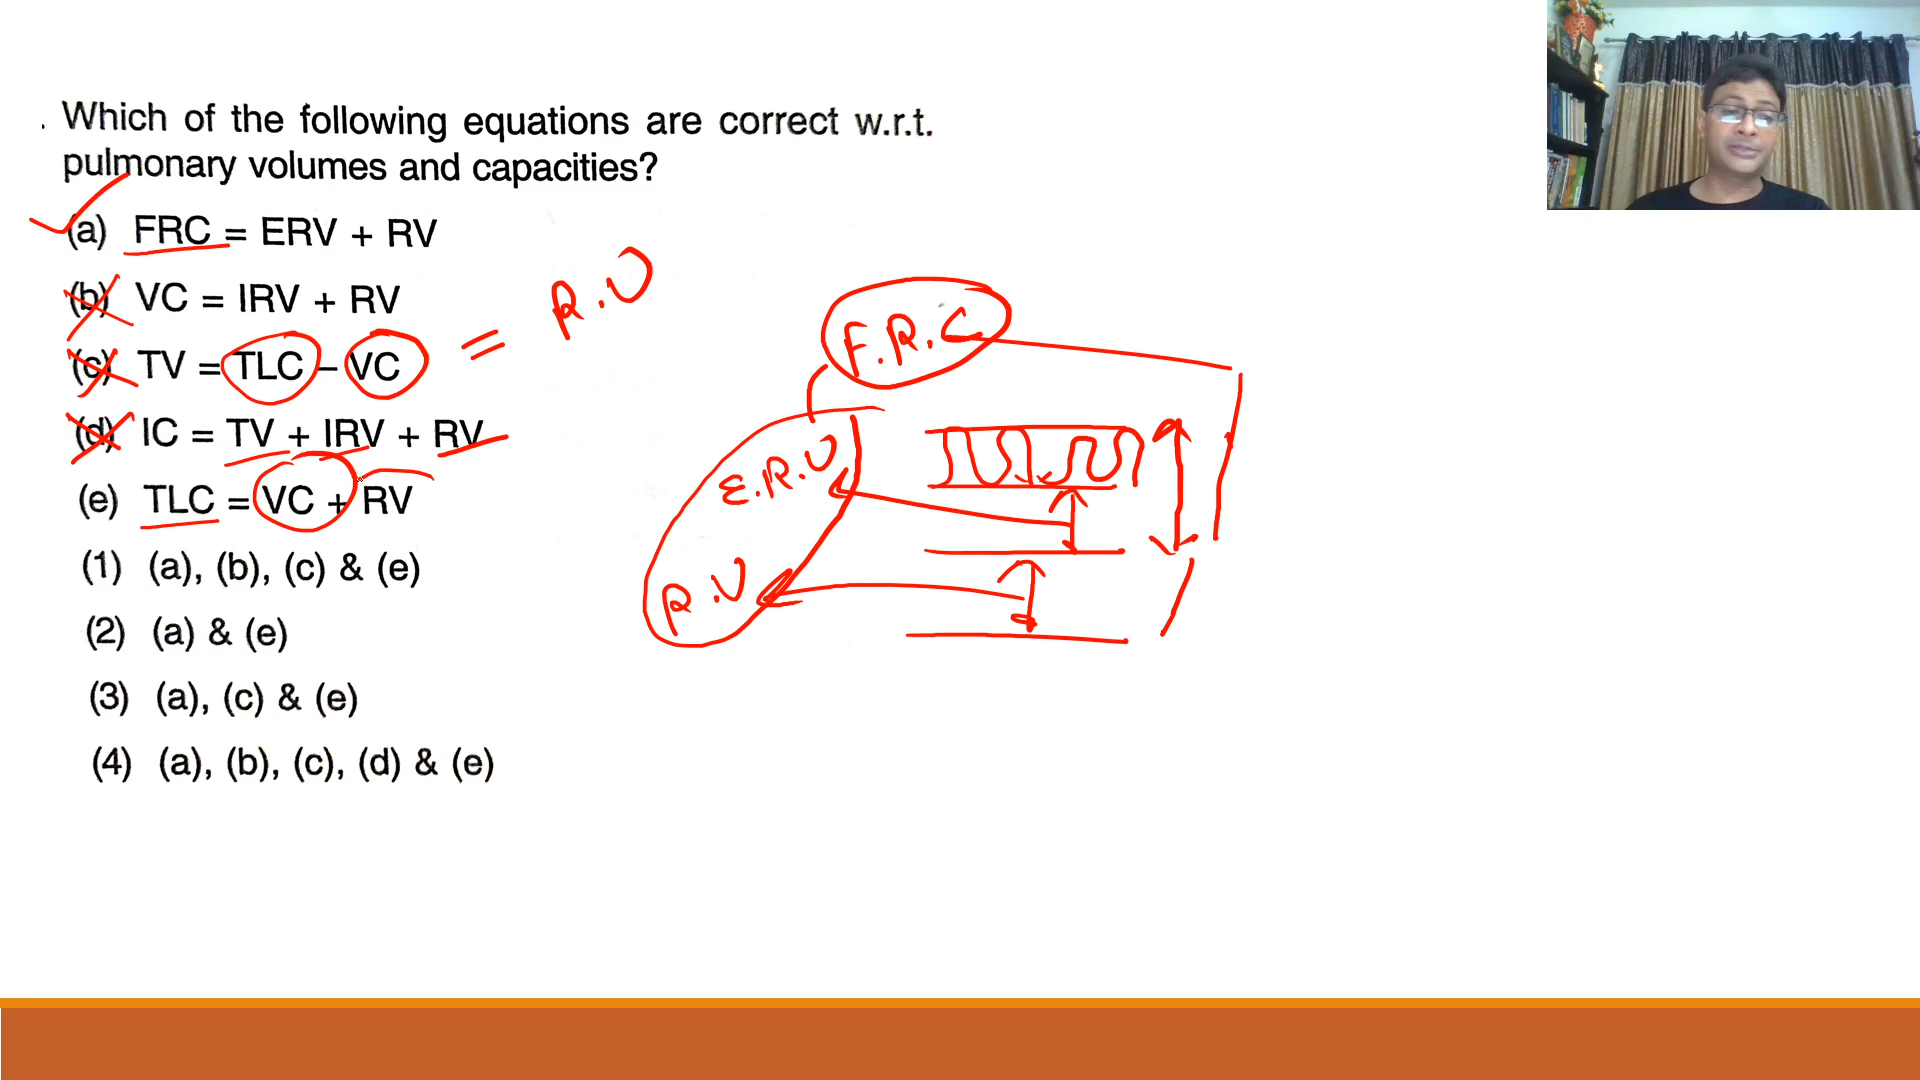 . Which of the following equations are correct w.r.t.
pulmonary volumes and capacities?
(a) FRC = ERV + RV
(b) VC = IRV + RV
(c) TV = TLC – VC = R.V
(d) IC = TV + IRV + RV
(e) TLC = VC + RV
(1) (a), (b), (c) & (e)
(2) (a) & (e)
(3) (a), (c) & (e)
(4) (a), (b), (c), (d) & (e)
F.R.C
E.R.V
R.V